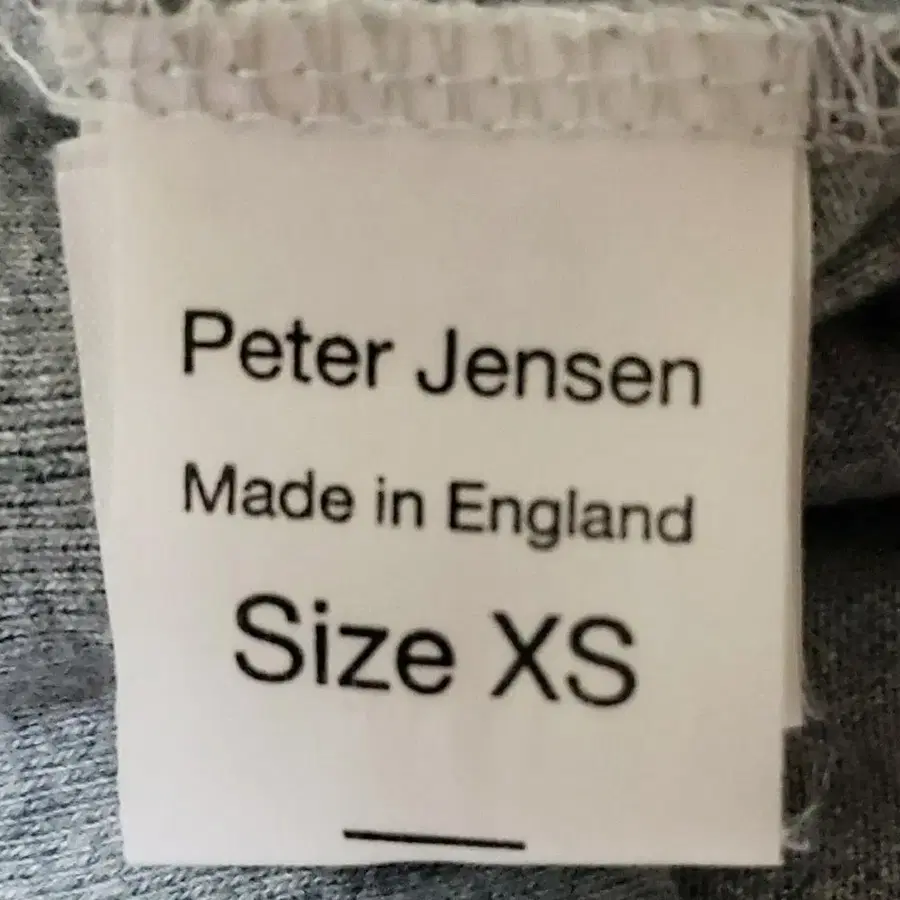 Peter Jensen
Made in England
Size XS